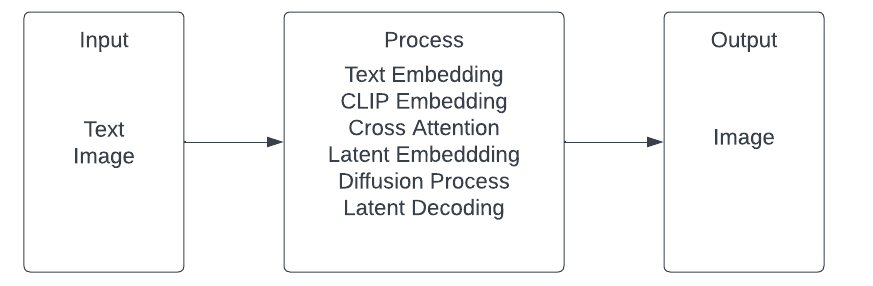 Input
Text
Image
Process
Text Embedding
CLIP Embedding
Cross Attention
Latent Embeddding
Diffusion Process
Latent Decoding
Output
Image